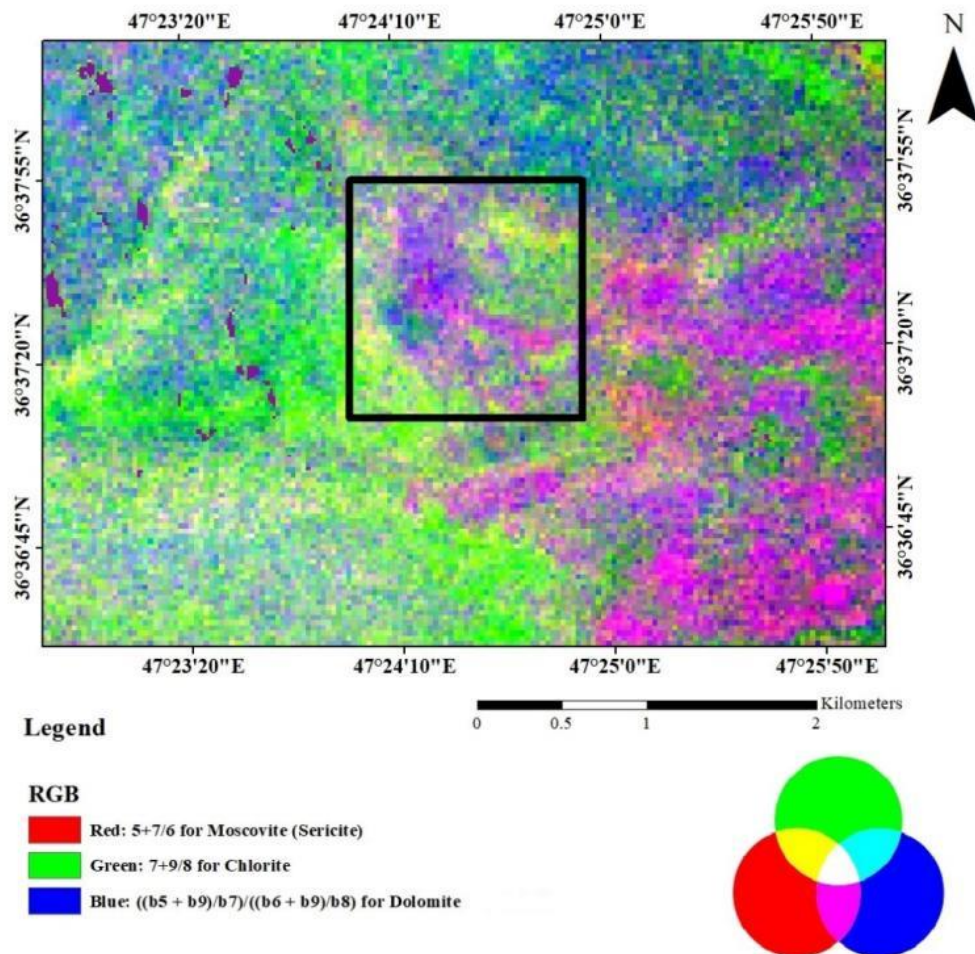 47°23'20"E 47°24'10"E 47°25'0"E 47°25'50"E
N
36°37'55"N
36°37'20"N
36°36'45"N
36°37'55"N
36°37'20"N
36°36'45"N
47°23'20"E 47°24'10"E 47°25'0"E 47°25'50"E
Kilometers
0 0.5 1 2
Legend
RGB
Red: 5+7/6 for Moscovite (Sericite)
Green: 7+9/8 for Chlorite
Blue: ((b5 + b9)/b7)/((b6 + b9)/b8) for Dolomite